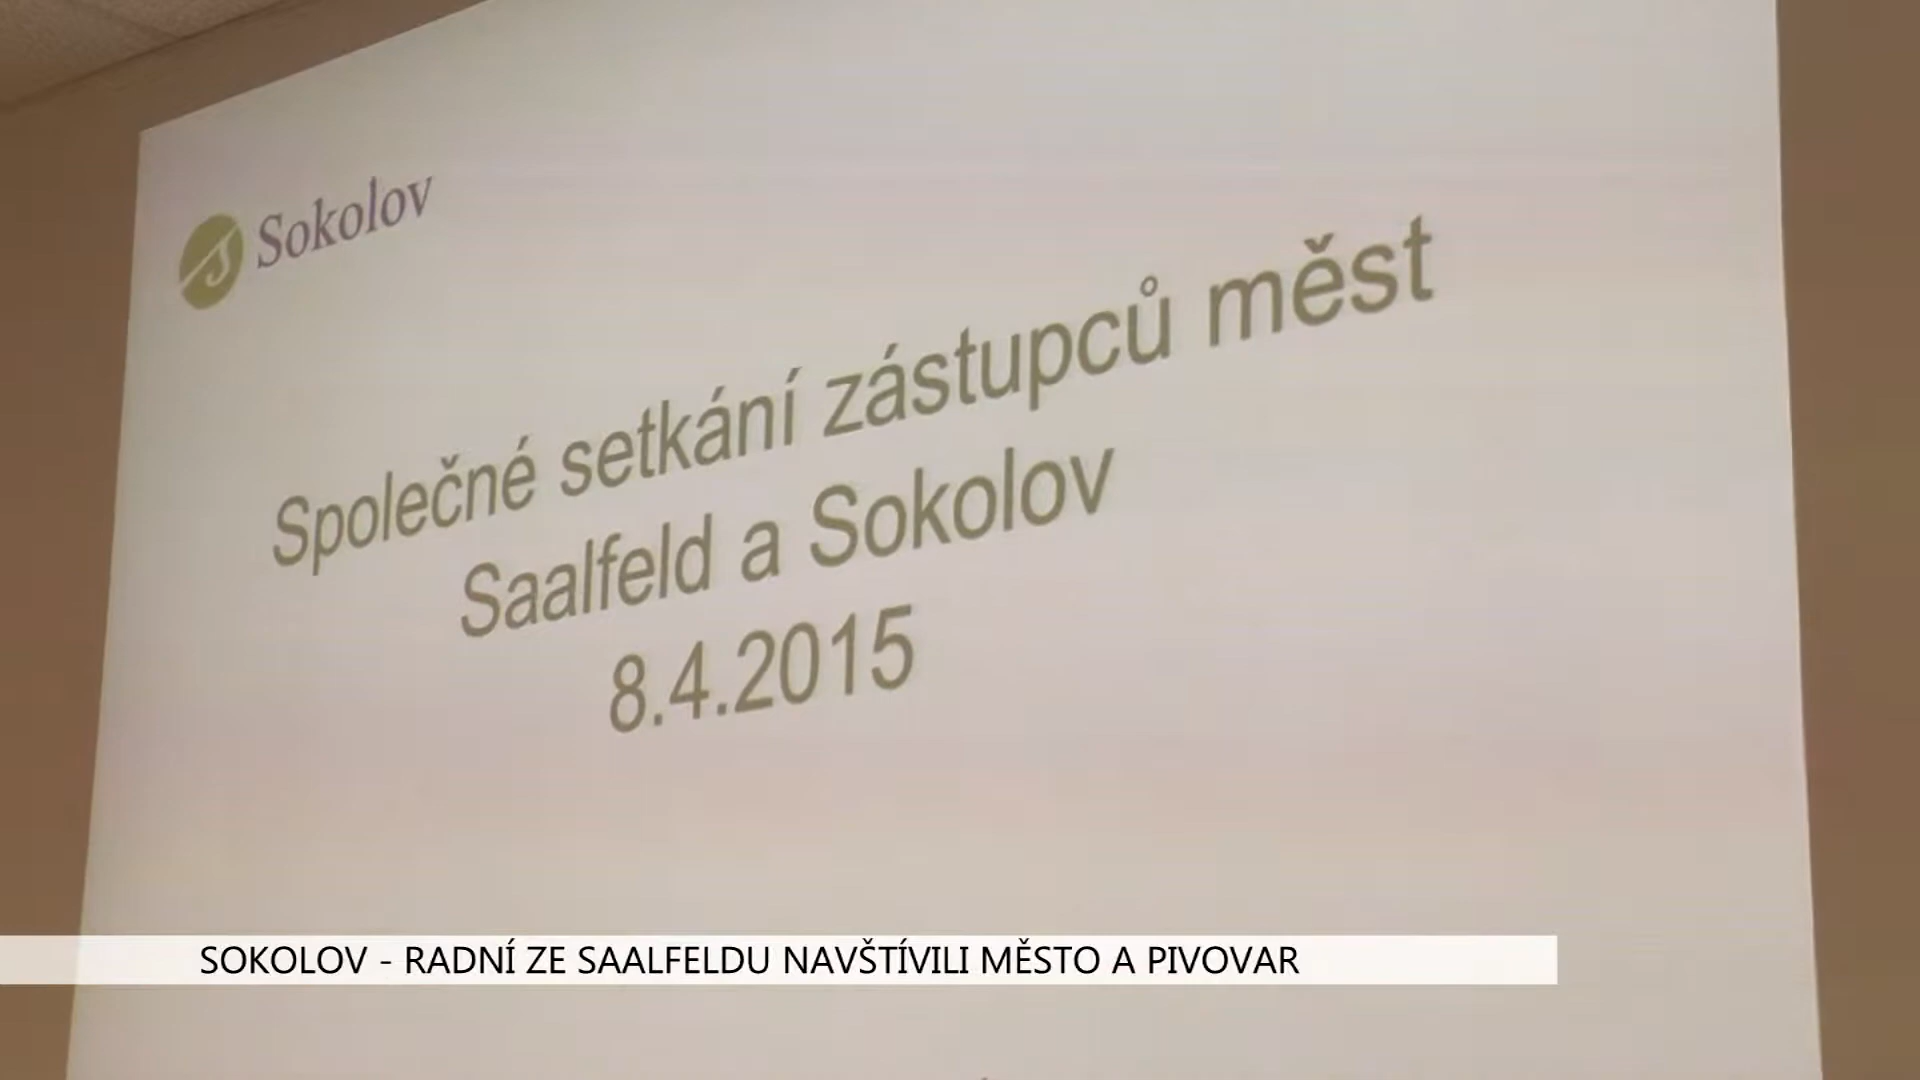 Sokolov
Společné setkání zástupců měst
Saalfeld a Sokolov
8.4.2015
SOKOLOV - RADNÍ ZE SAALFELDU NAVŠTÍVILI MĚSTO A PIVOVAR